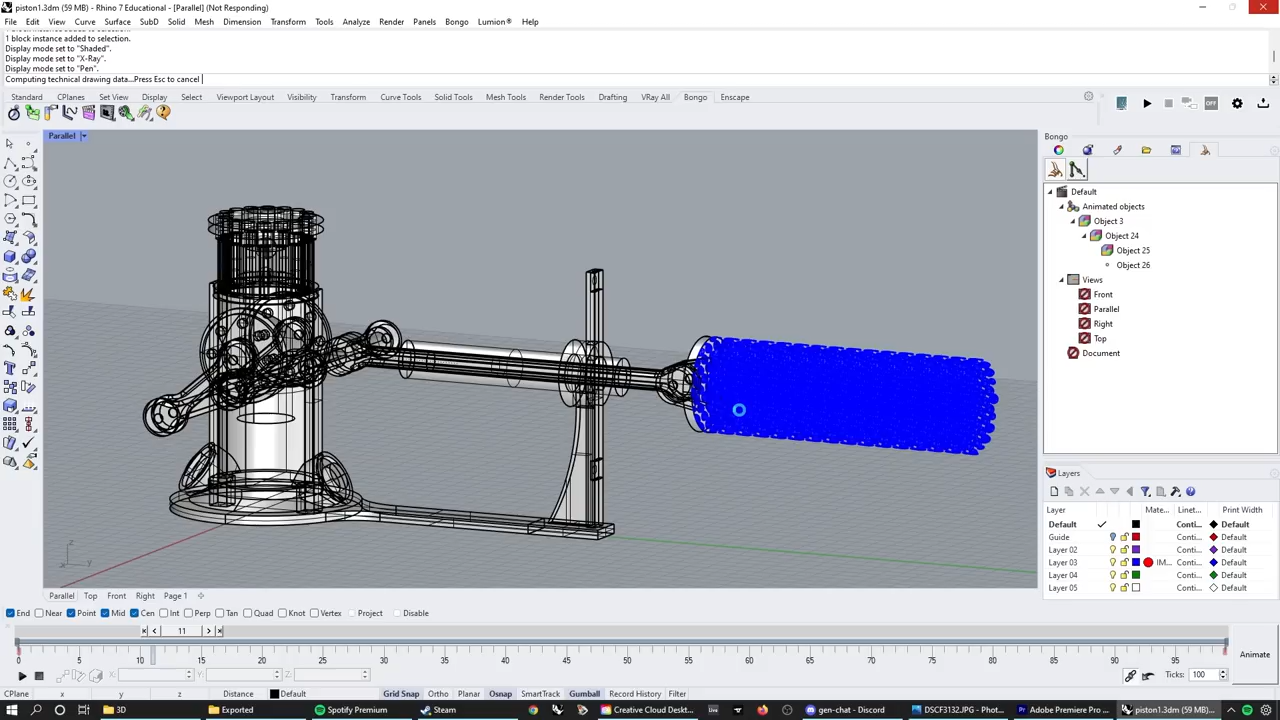 piston1.3dm (59 MB) - Rhino 7 Educational - [Parallel] (Not Responding)
File Edit View Curve Surface SubD Solid Mesh Dimension Transform Tools Analyze Render Panels Bongo Lumion® Help
1 block instance added to selection.
Display mode set to "Shaded".
Display mode set to "X-Ray".
Display mode set to "Pen".
Computing technical drawing data...Press Esc to cancel
Standard CPlanes Set View Display Select Viewport Layout Visibility Transform Curve Tools Solid Tools Mesh Tools Render Tools Drafting VRay All Bongo Enscape
OFF
Parallel
Bongo
Default
Animated objects
Object 3
Object 24
Object 25
Object 26
Views
Front
Parallel
Right
Top
Document
Layers
Layer Mate... Linet... Print Width
Default Conti... Default
Guide Conti... Default
Layer 02 Conti... Default
Layer 03 IM... Conti... Default
Layer 04 Conti... Default
Layer 05 Conti... Default
z
y
Parallel Top Front Right Page 1
End Near Point Mid Cen Int Perp Tan Quad Knot Vertex Project Disable
11
0 5 10 15 20 25 30 35 40 45 50 55 60 65 70 75 80 85 90 95
Animate
X: Y: Z: Ticks: 100
CPlane x y z Distance Default Grid Snap Ortho Planar Osnap SmartTrack Gumball Record History Filter
3D Exported Spotify Premium Steam Creative Cloud Desk... gen-chat - Discord DSCF3132.JPG - Phot... Adobe Premiere Pro ... piston1.3dm (59 MB)...